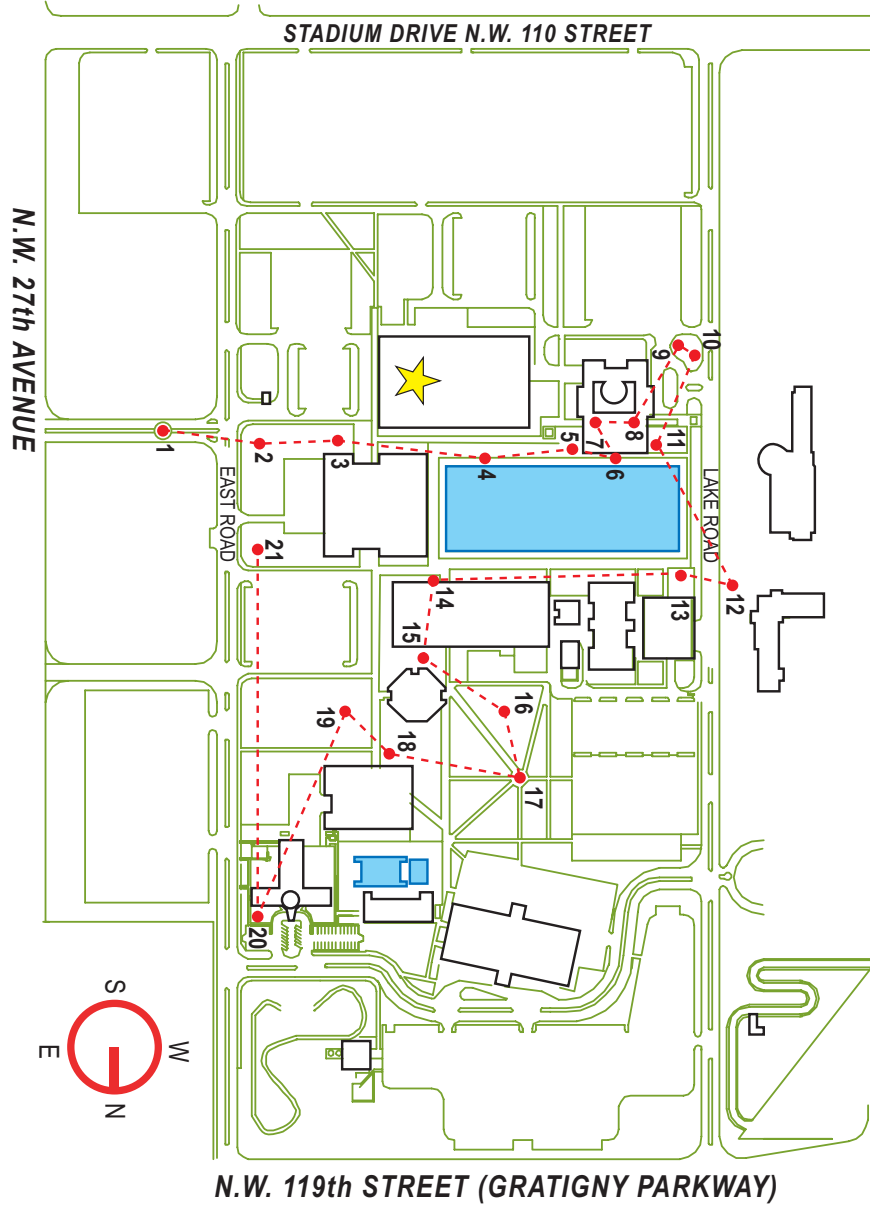 STADIUM DRIVE N.W. 110 STREET
N.W. 27th AVENUE
10
9
8
7
11
1
2
3
4
5
6
EAST ROAD
LAKE ROAD
21
12
13
14
15
16
19
18
17
20
S
E
W
N
N.W. 119th STREET (GRATIGNY PARKWAY)